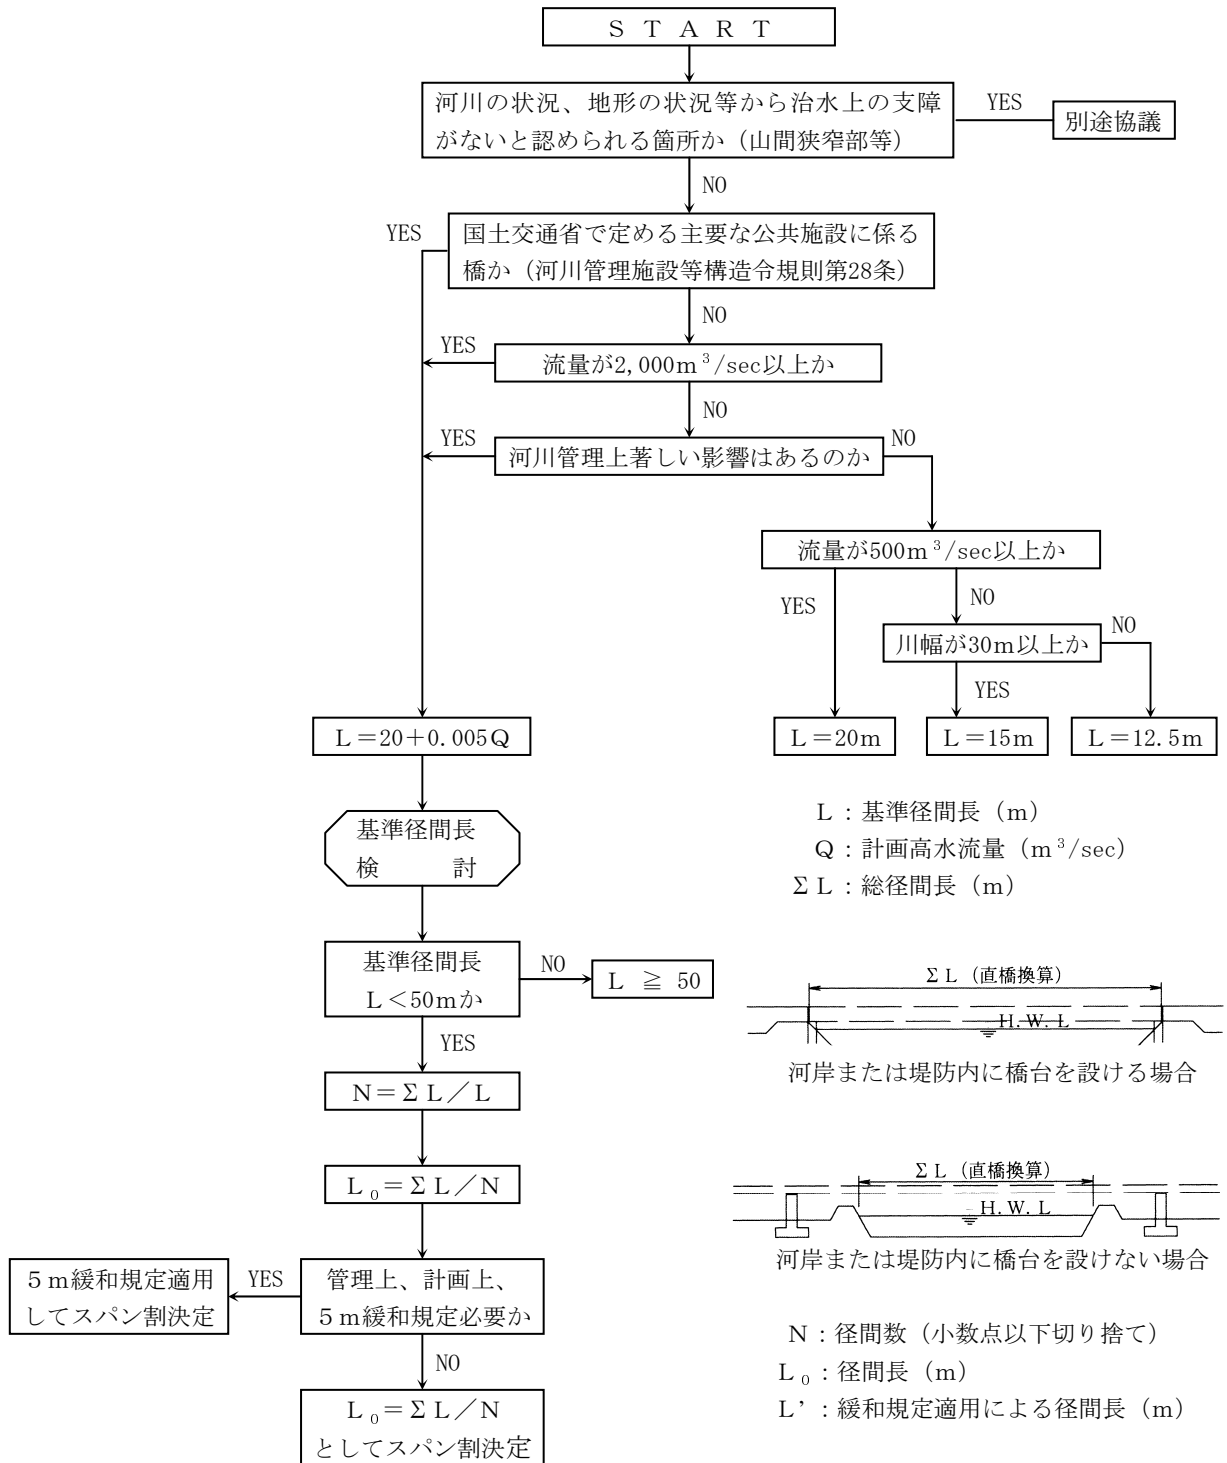 ＳＴＡＲＴ
河川の状況、地形の状況等から治水上の支障
がないと認められる箇所か（山間狭窄部等）
YES
別途協議
NO
YES
国土交通省で定める主要な公共施設に係る
橋か（河川管理施設等構造令規則第28条）
NO
YES
流量が2,000ｍ³/sec以上か
NO
YES
河川管理上著しい影響はあるのか
NO
流量が500ｍ³/sec以上か
YES
NO
川幅が30ｍ以上か
NO
YES
Ｌ＝20＋0.005Ｑ
Ｌ＝20ｍ
Ｌ＝15ｍ
Ｌ＝12.5ｍ
基準径間長
検　　　討
Ｌ：基準径間長（ｍ）
Ｑ：計画高水流量（ｍ³/sec）
ΣＬ：総径間長（ｍ）
基準径間長
Ｌ＜50ｍか
NO
Ｌ ≧ 50
YES
ΣＬ（直橋換算）
H.W.L
河岸または堤防内に橋台を設ける場合
Ｎ＝ΣＬ／Ｌ
Ｌ₀＝ΣＬ／Ｎ
ΣＬ（直橋換算）
H.W.L
河岸または堤防内に橋台を設けない場合
５ｍ緩和規定適用
してスパン割決定
YES
管理上、計画上、
５ｍ緩和規定必要か
NO
Ｌ₀＝ΣＬ／Ｎ
としてスパン割決定
Ｎ：径間数（小数点以下切り捨て）
Ｌ₀：径間長（ｍ）
Ｌ’：緩和規定適用による径間長（ｍ）